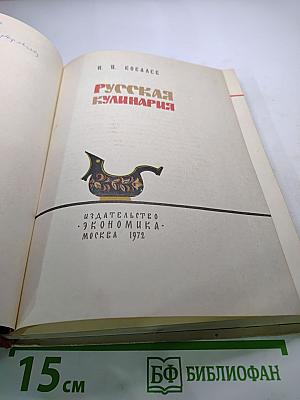 Н. И. КОВАЛЕВ
РУССКАЯ
КУЛИНАРИЯ
ИЗДАТЕЛЬСТВО
·ЭКОНОМИКА·
МОСКВА 1972
15 см
БФ БИБЛИОФАН